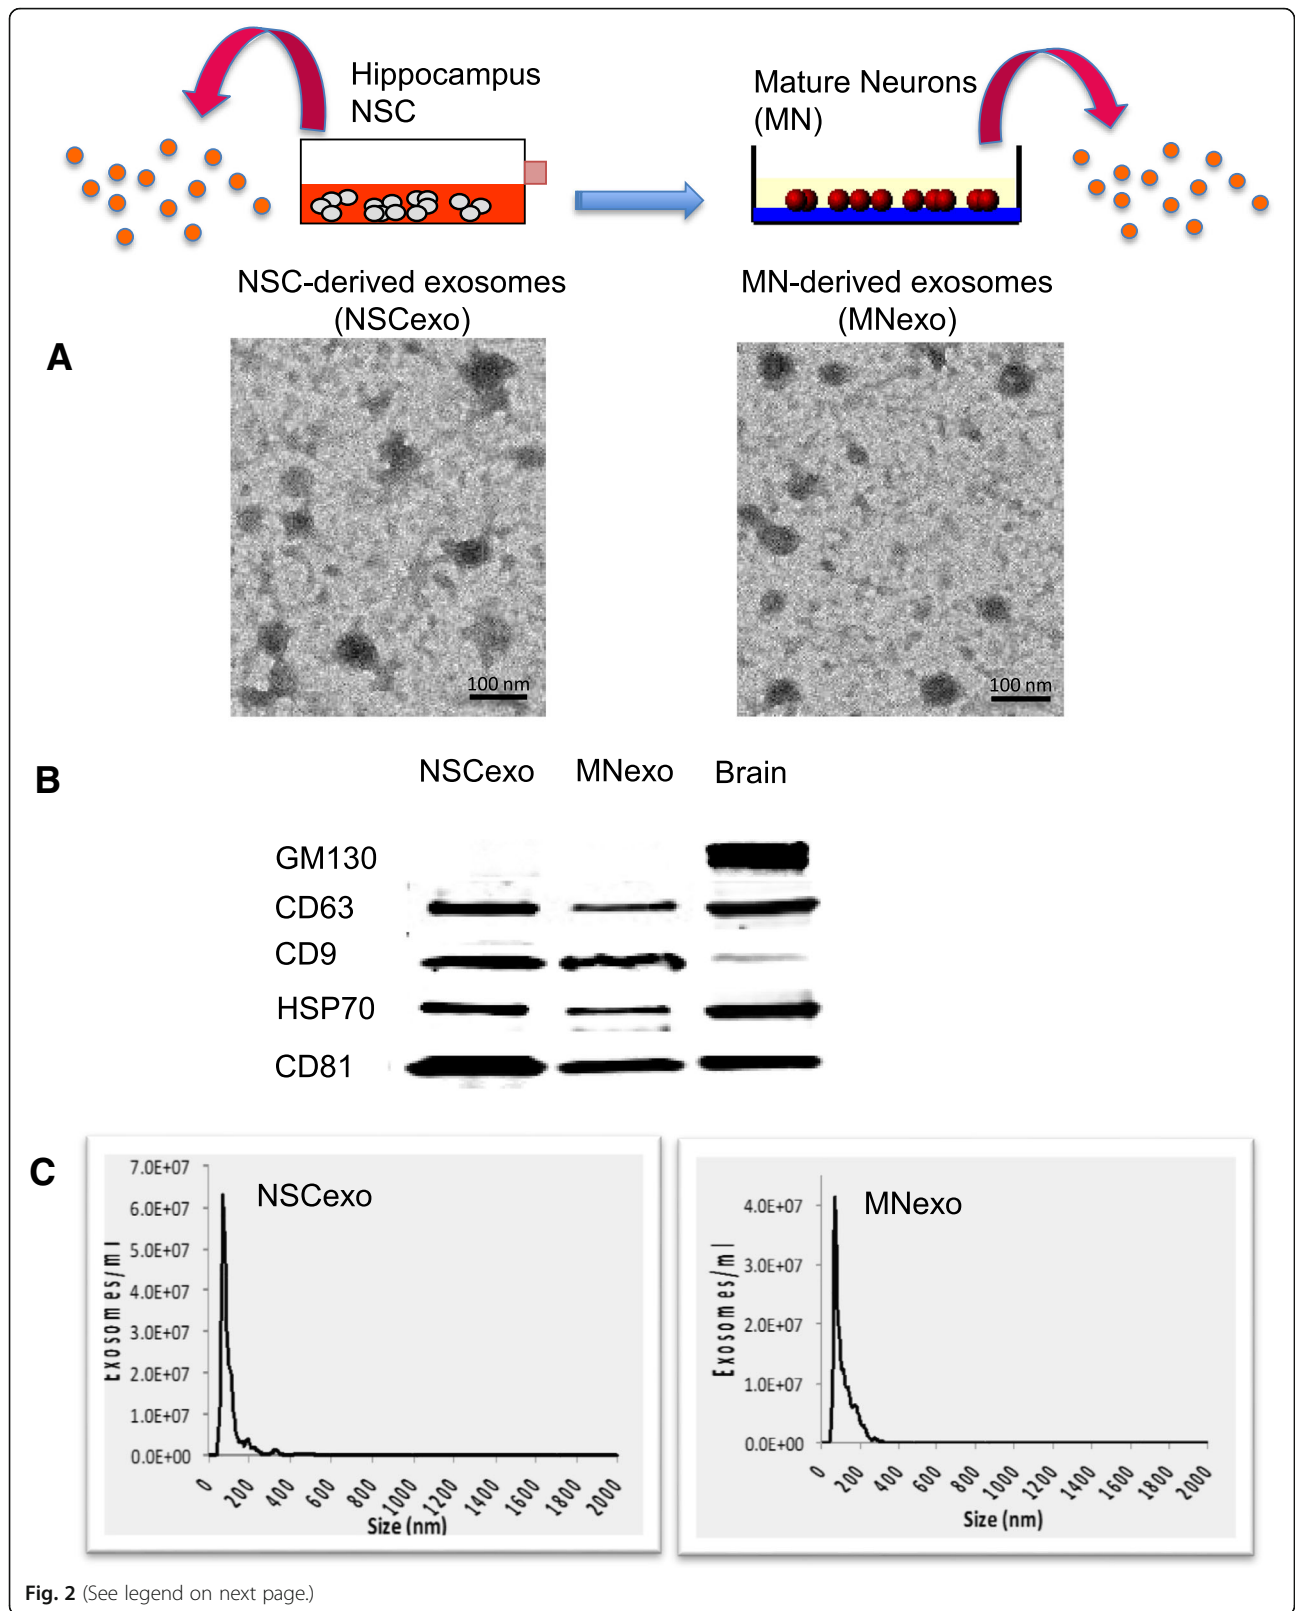 Hippocampus
NSC
Mature Neurons
(MN)
NSC-derived exosomes
(NSCexo)
MN-derived exosomes
(MNexo)
A
100 nm
100 nm
B
NSCexo MNexo Brain
GM130
CD63
CD9
HSP70
CD81
C
NSCexo
Exosomes/ml
7.0E+07
6.0E+07
5.0E+07
4.0E+07
3.0E+07
2.0E+07
1.0E+07
0.0E+00
0 200 400 600 800 1000 1200 1400 1600 1800 2000
Size (nm)
MNexo
Exosomes/ml
4.0E+07
3.0E+07
2.0E+07
1.0E+07
0.0E+00
0 200 400 600 800 1000 1200 1400 1600 1800 2000
Size (nm)
Fig. 2 (See legend on next page.)